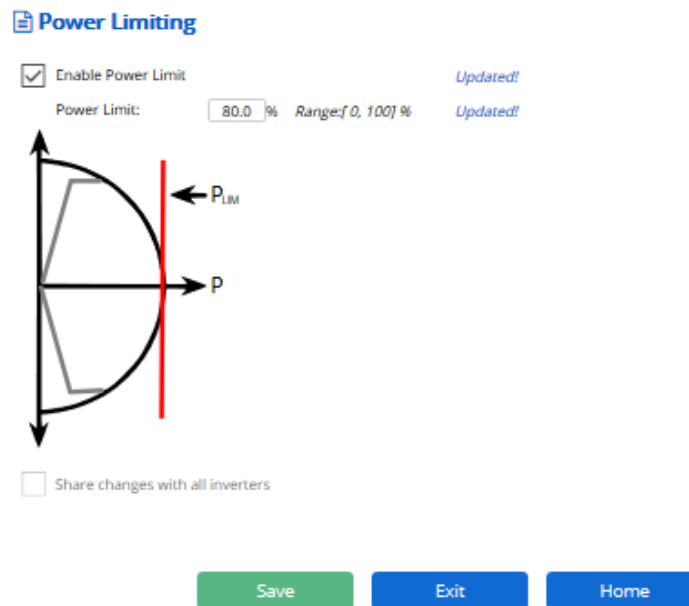 Power Limiting
Enable Power Limit Updated!
Power Limit: 80.0 % Range:[ 0, 100] % Updated!
PLIM
P
Share changes with all inverters
Save Exit Home